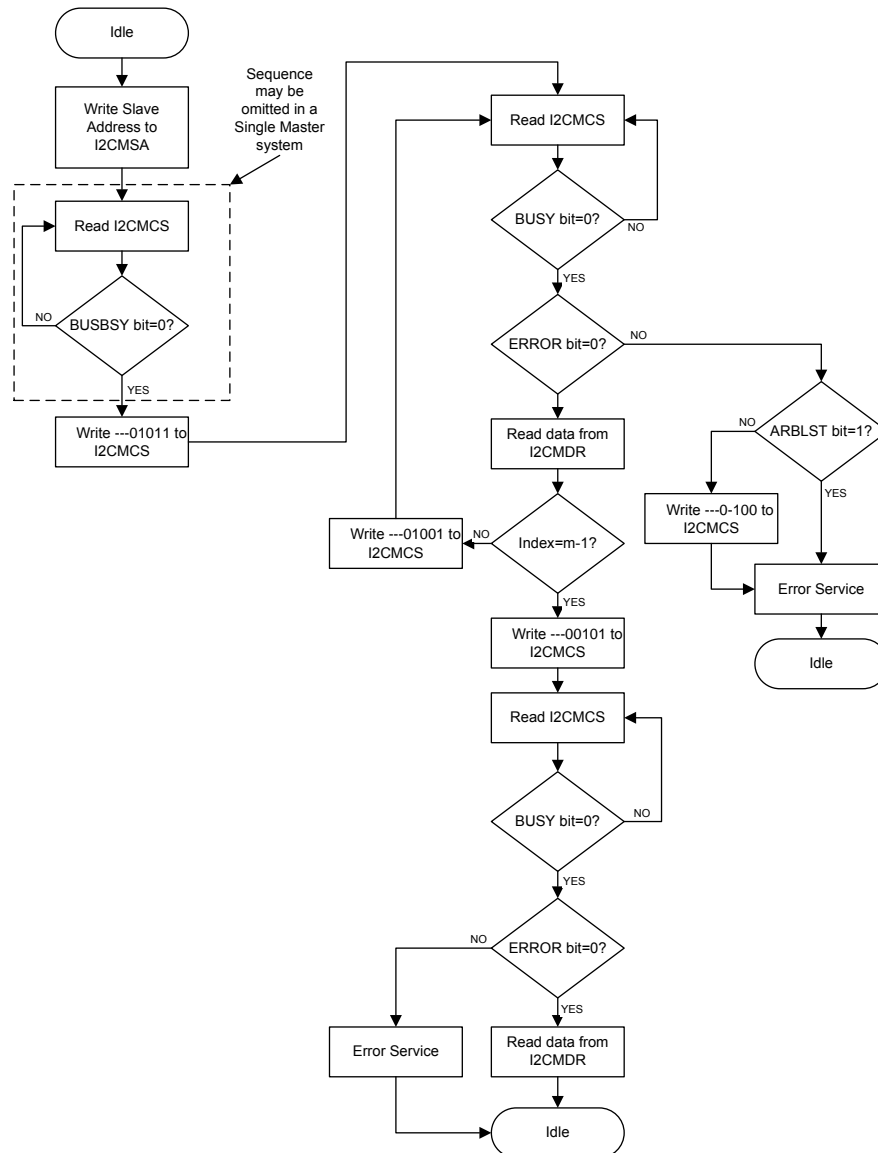 Idle
Write Slave
Address to
I2CMSA
Sequence
may be
omitted in a
Single Master
system
Read I2CMCS
BUSBSY bit=0?
NO
YES
Write ---01011 to
I2CMCS
Read I2CMCS
BUSY bit=0?
NO
YES
ERROR bit=0?
NO
YES
ARBLST bit=1?
NO
YES
Write ---0-100 to
I2CMCS
Error Service
Idle
Read data from
I2CMDR
Index=m-1?
NO
Write ---01001 to
I2CMCS
YES
Write ---00101 to
I2CMCS
Read I2CMCS
BUSY bit=0?
NO
YES
ERROR bit=0?
NO
YES
Error Service
Read data from
I2CMDR
Idle